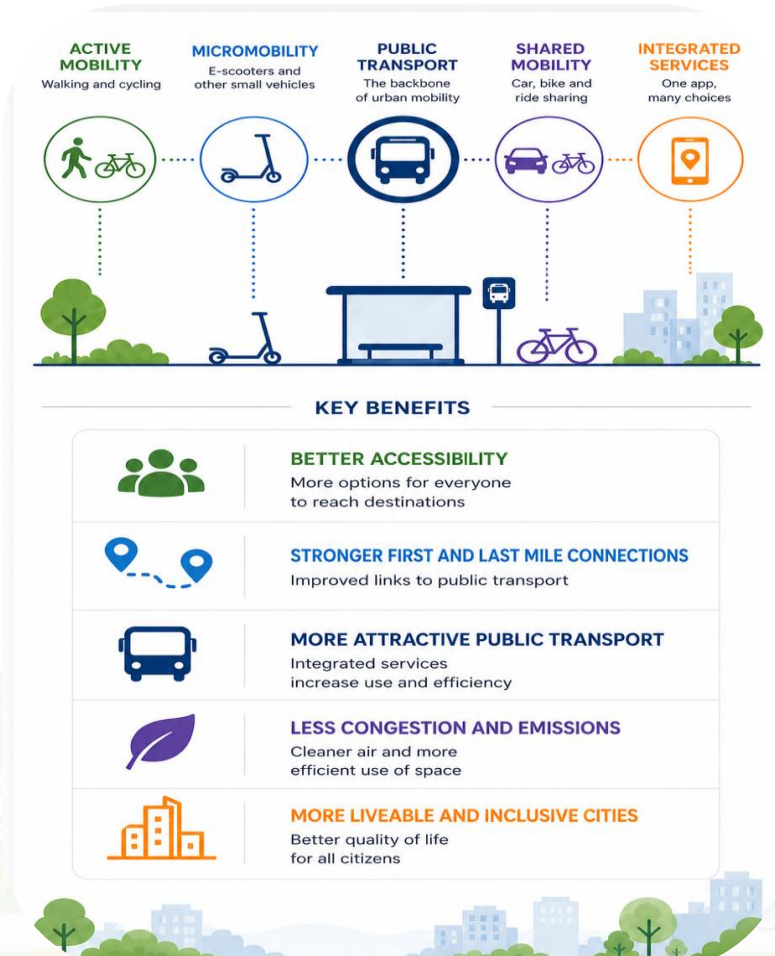 ACTIVE
MOBILITY
Walking and cycling
MICROMOBILITY
E-scooters and
other small vehicles
PUBLIC
TRANSPORT
The backbone
of urban mobility
SHARED
MOBILITY
Car, bike and
ride sharing
INTEGRATED
SERVICES
One app,
many choices
KEY BENEFITS
BETTER ACCESSIBILITY
More options for everyone
to reach destinations
STRONGER FIRST AND LAST MILE CONNECTIONS
Improved links to public transport
MORE ATTRACTIVE PUBLIC TRANSPORT
Integrated services
increase use and efficiency
LESS CONGESTION AND EMISSIONS
Cleaner air and more
efficient use of space
MORE LIVEABLE AND INCLUSIVE CITIES
Better quality of life
for all citizens